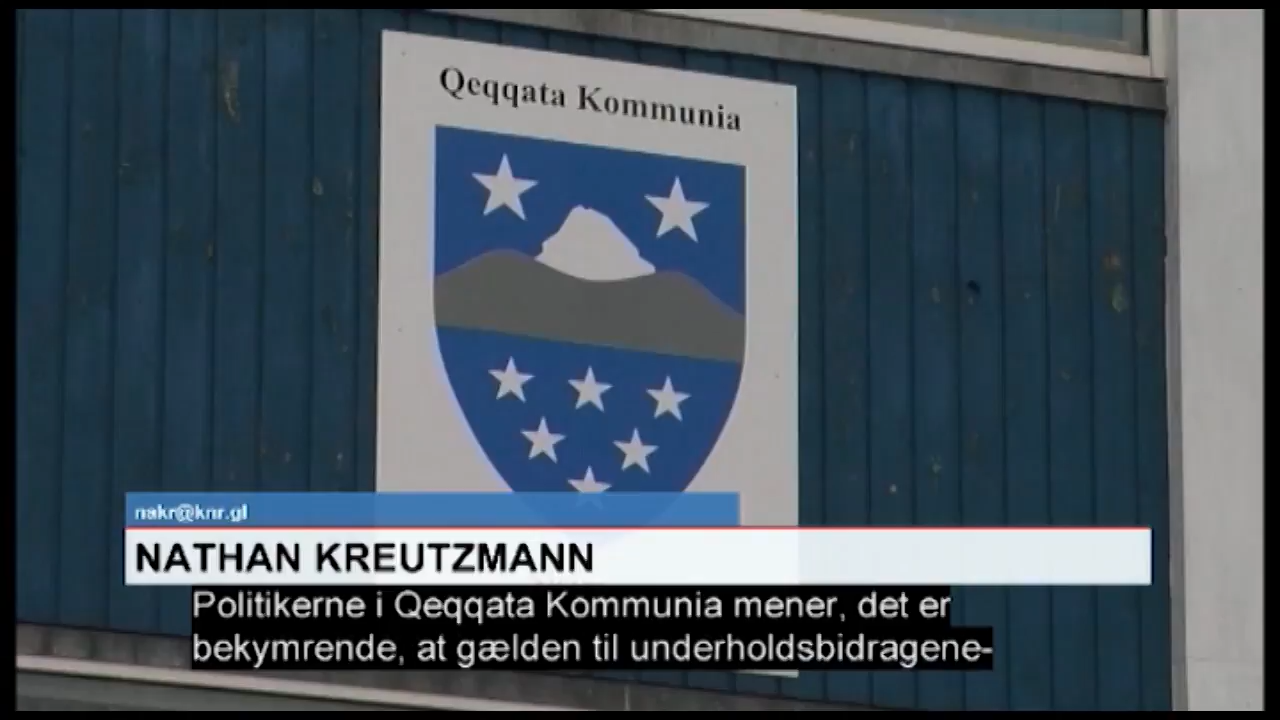 Qeqqata Kommunia
nakr@knr.gl
NATHAN KREUTZMANN
Politikerne i Qeqqata Kommunia mener, det er
bekymrende, at gælden til underholdsbidragene-